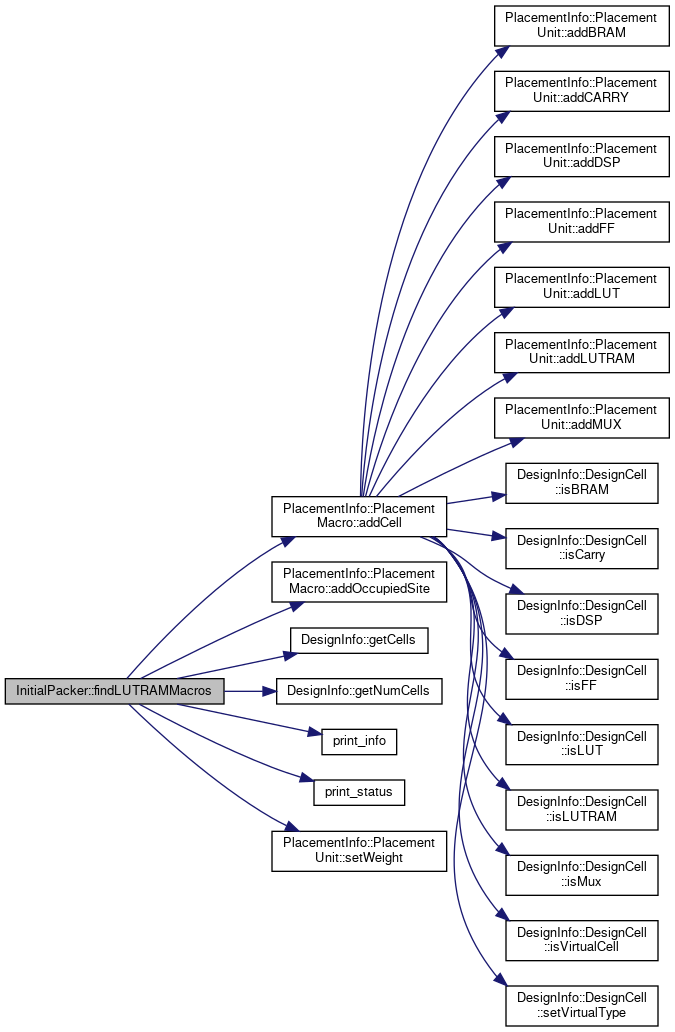 InitialPacker::findLUTRAMMacros
PlacementInfo::Placement
Macro::addCell
PlacementInfo::Placement
Macro::addOccupiedSite
DesignInfo::getCells
DesignInfo::getNumCells
print_info
print_status
PlacementInfo::Placement
Unit::setWeight
PlacementInfo::Placement
Unit::addBRAM
PlacementInfo::Placement
Unit::addCARRY
PlacementInfo::Placement
Unit::addDSP
PlacementInfo::Placement
Unit::addFF
PlacementInfo::Placement
Unit::addLUT
PlacementInfo::Placement
Unit::addLUTRAM
PlacementInfo::Placement
Unit::addMUX
DesignInfo::DesignCell
::isBRAM
DesignInfo::DesignCell
::isCarry
DesignInfo::DesignCell
::isDSP
DesignInfo::DesignCell
::isFF
DesignInfo::DesignCell
::isLUT
DesignInfo::DesignCell
::isLUTRAM
DesignInfo::DesignCell
::isMux
DesignInfo::DesignCell
::isVirtualCell
DesignInfo::DesignCell
::setVirtualType